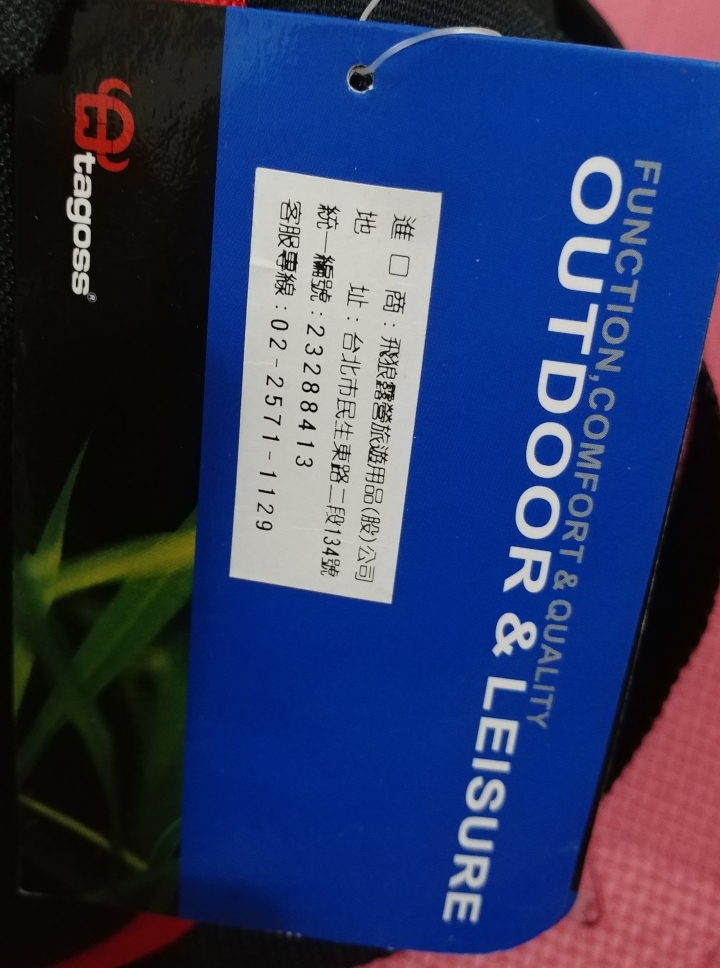 FUNCTION,COMFORT & QUALITY
OUTDOOR & LEISURE
進口商：飛狼露營旅遊用品(股)公司
地址：台北市民生東路二段134號
統一編號：23288413
客服專線：02-2571-1129
tagoss®